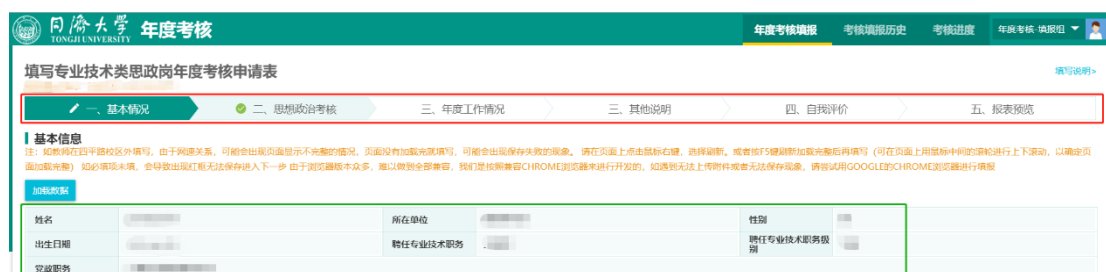 同济大学 年度考核
TONGJI UNIVERSITY
年度考核填报 考核填报历史 考核进度 年度考核-填报组
填写专业技术类思政岗年度考核申请表
填写说明»
一、基本情况 二、思想政治考核 三、年度工作情况 三、其他说明 四、自我评价 五、报表预览
基本信息
注：如教师在四平路校区外填写，由于网速关系，可能会出现页面显示不完整的情况，页面没有加载完就填写，可能会出现保存失败的现象。 请在页面上点击鼠标右键，选择刷新。或者按F5键刷新加载完整后再填写（可在页面上用鼠标中间的滚轮进行上下滚动，以确定页
面加载完整）如必填项未填，会导致出现红框无法保存进入下一步 由于浏览器版本众多，难以做到全部兼容，我们是按照兼容CHROME浏览器来进行开发的，如遇到无法上传附件或者无法保存现象，请尝试用GOOGLE的CHROME浏览器进行填报
加载数据
姓名 所在单位 性别
出生日期 聘任专业技术职务 聘任专业技术职务级
别
党政职务